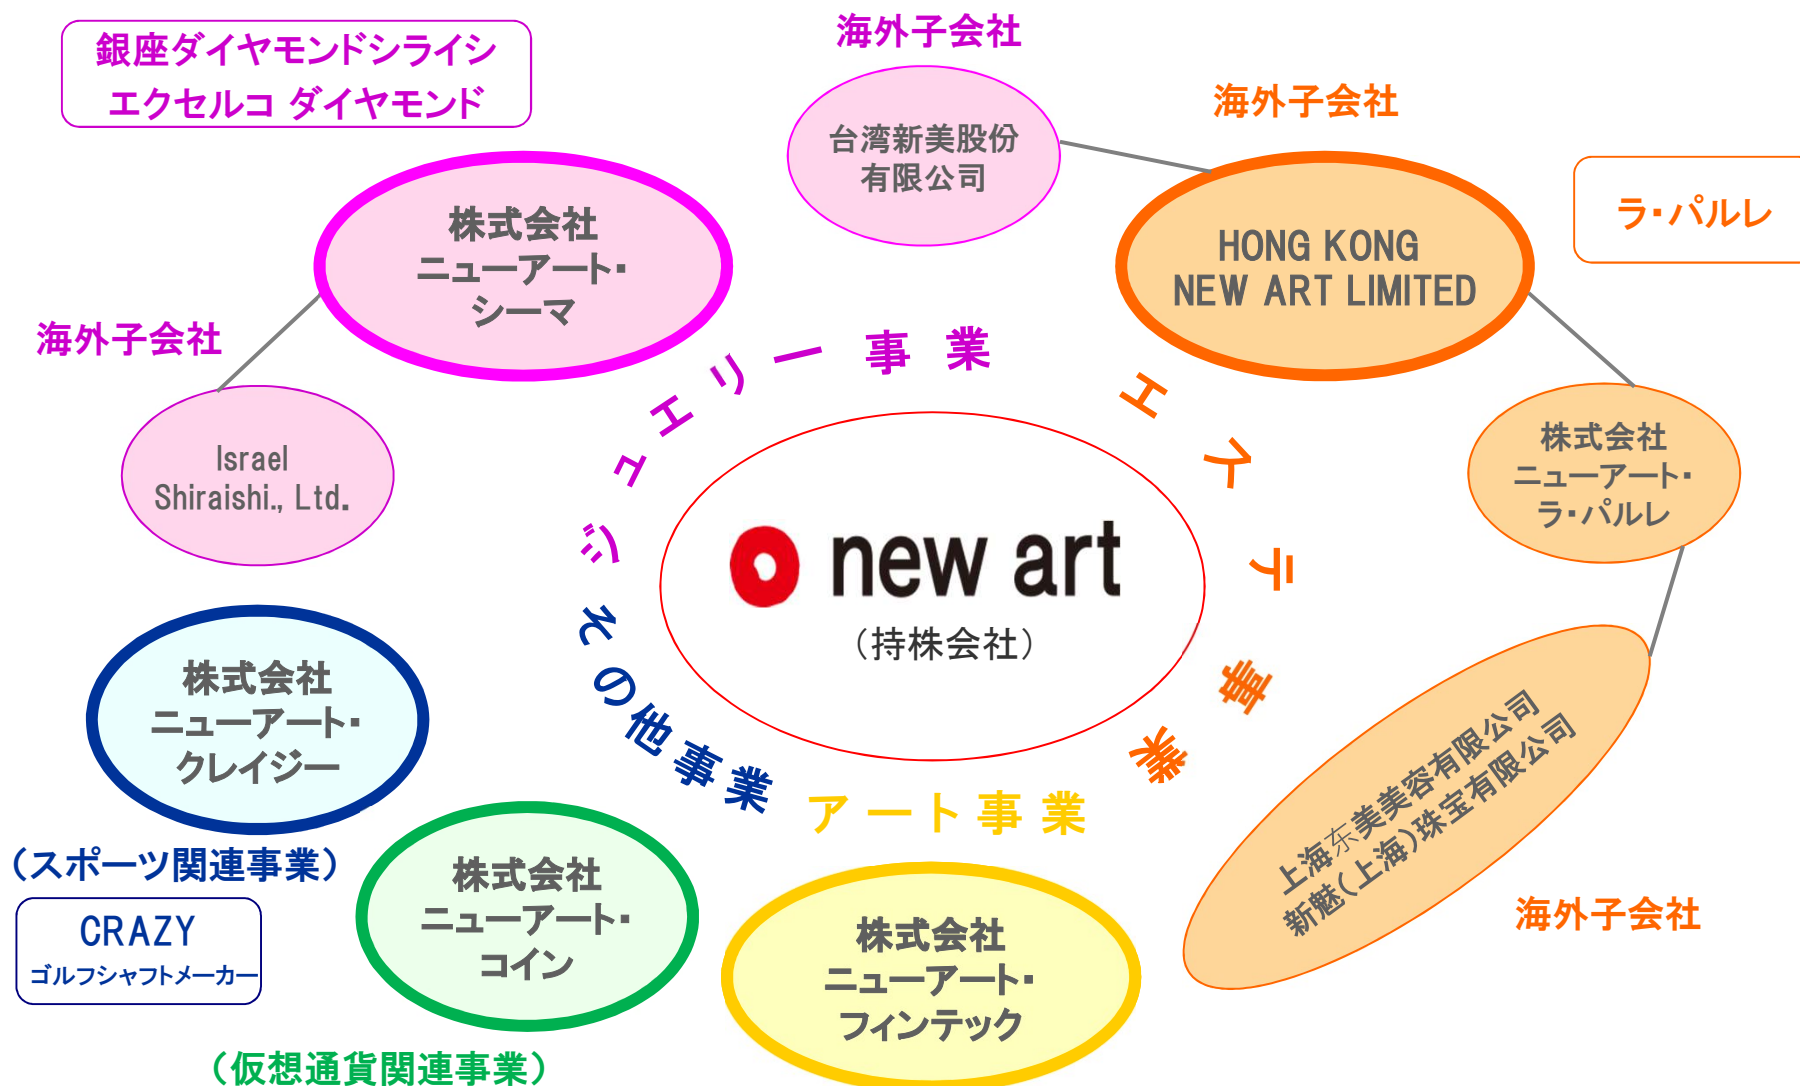 銀座ダイヤモンドシライシ
エクセルコ ダイヤモンド
海外子会社
台湾新美股份
有限公司
海外子会社
ラ・パルレ
株式会社
ニューアート・
シーマ
HONG KONG
NEW ART LIMITED
海外子会社
Israel
Shiraishi., Ltd.
ジュエリー事業
エステ事業
株式会社
ニューアート・
ラ・パルレ
new art
（持株会社）
その他事業
アート事業
株式会社
ニューアート・
クレイジー
（スポーツ関連事業）
CRAZY
ゴルフシャフトメーカー
株式会社
ニューアート・
コイン
（仮想通貨関連事業）
株式会社
ニューアート・
フィンテック
上海东美美容有限公司
新魅（上海）珠宝有限公司
海外子会社